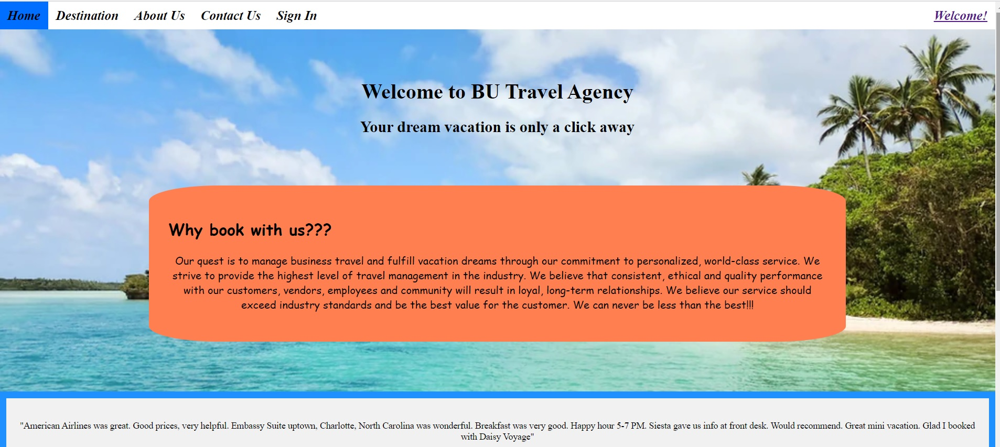 Home Destination About Us Contact Us Sign In Welcome!
Welcome to BU Travel Agency
Your dream vacation is only a click away
Why book with us???
Our quest is to manage business travel and fulfill vacation dreams through our commitment to personalized, world-class service. We
strive to provide the highest level of travel management in the industry. We believe that consistent, ethical and quality performance
with our customers, vendors, employees and community will result in loyal, long-term relationships. We believe our service should
exceed industry standards and be the best value for the customer. We can never be less than the best!!!
"American Airlines was great. Good prices, very helpful. Embassy Suite uptown, Charlotte, North Carolina was wonderful. Breakfast was very good. Happy hour 5-7 PM. Siesta gave us info at front desk. Would recommend. Great mini vacation. Glad I booked
with Daisy Voyage"